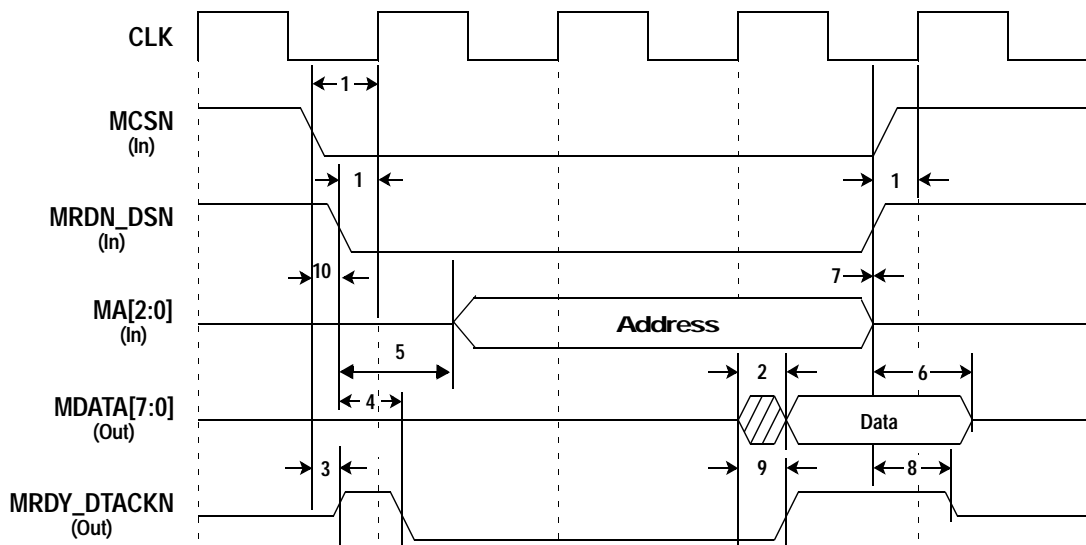 CLK
1
MCSN
(In)
1
1
MRDN_DSN
(In)
10
7
MA[2:0]
(In)
Address
5
2
6
4
MDATA[7:0]
(Out)
Data
3
9
8
MRDY_DTACKN
(Out)